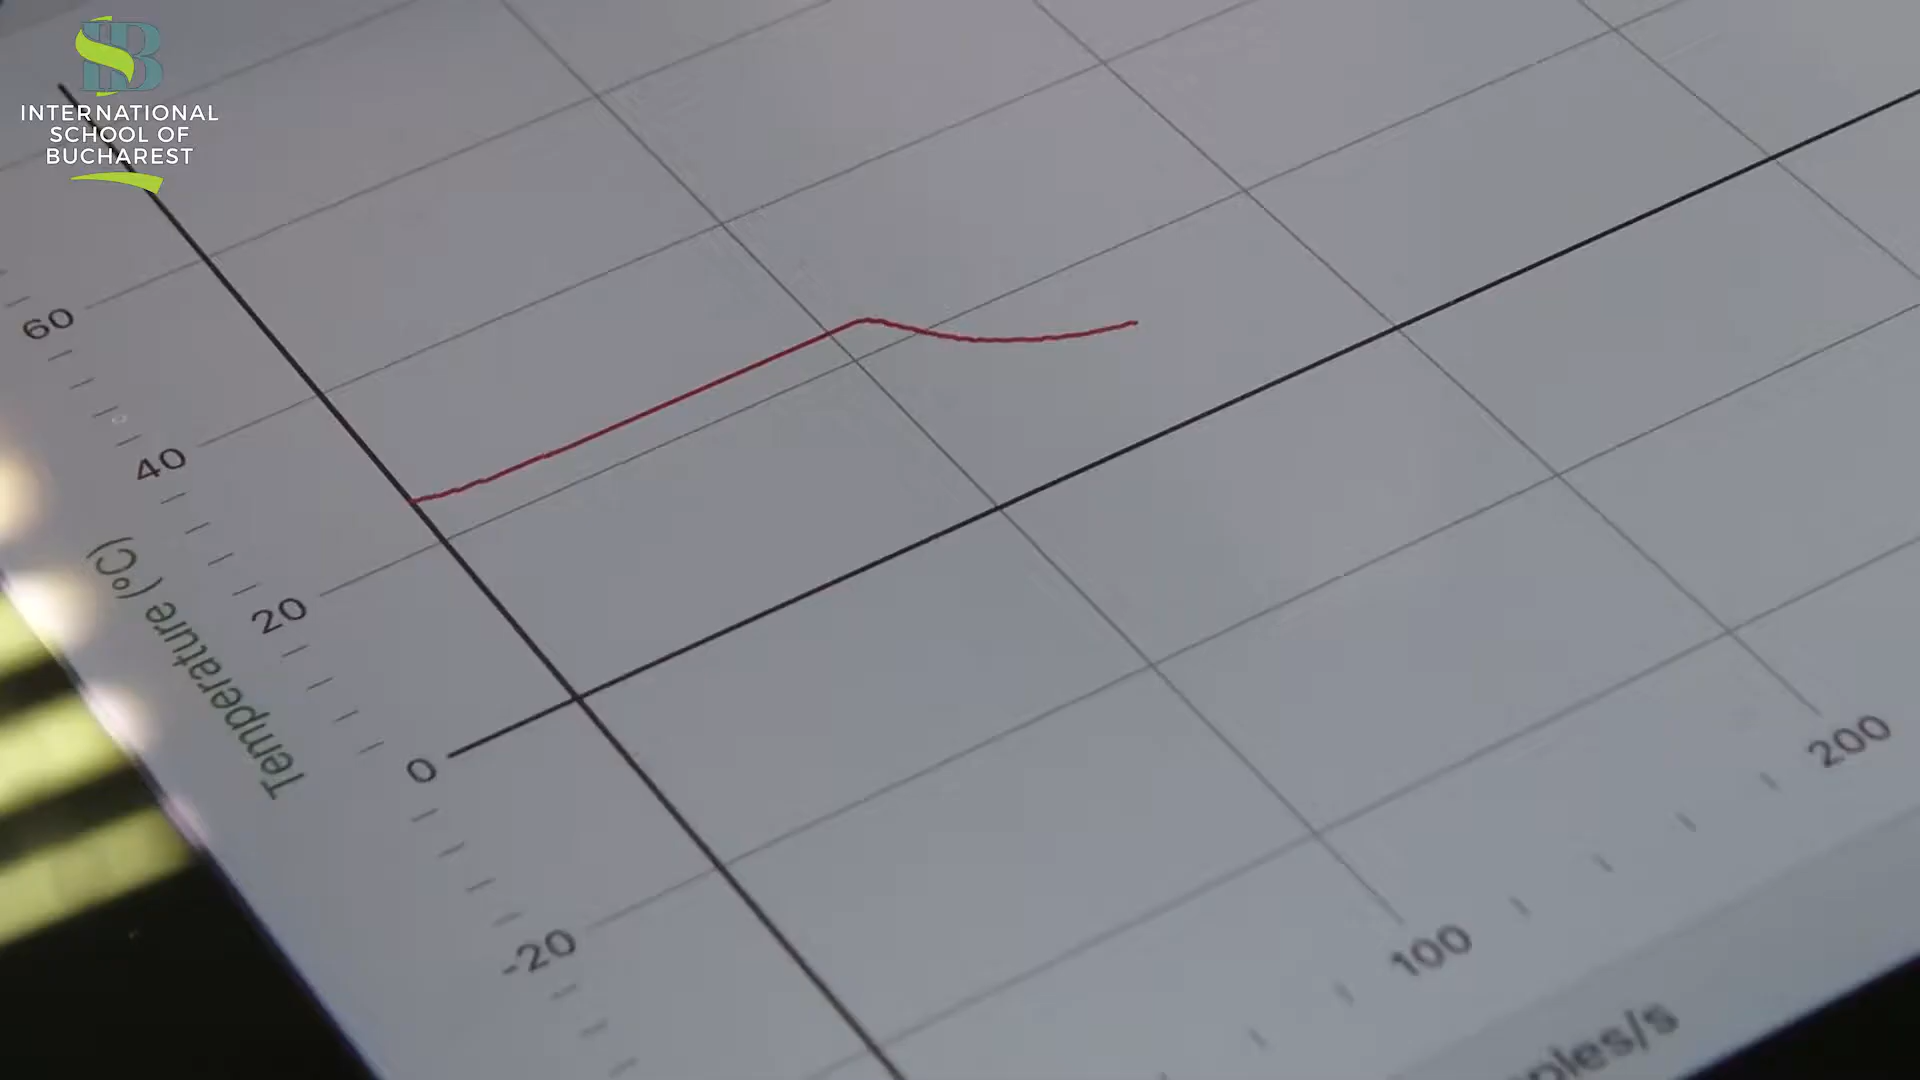 INTERNATIONAL
SCHOOL OF
BUCHAREST
60
40
20
0
-20
Temperature (°C)
100
200